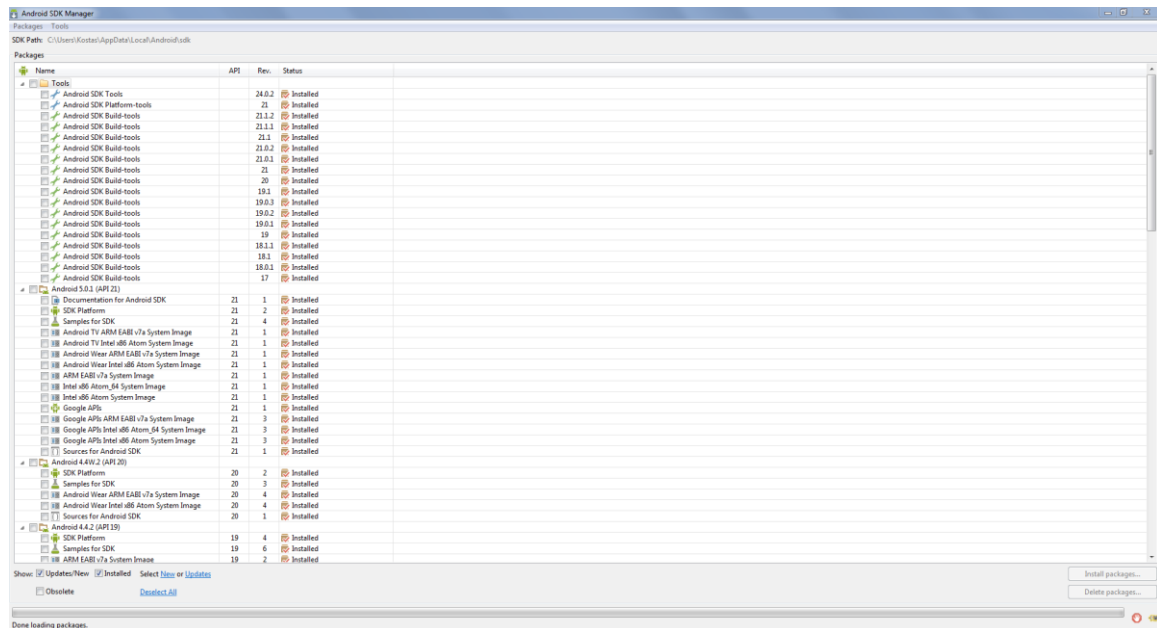 Android SDK Manager
Packages Tools
SDK Path: C:\Users\Kostas\AppData\Local\Android\sdk
Packages
Name API Rev. Status
Tools
Android SDK Tools 24.0.2 Installed
Android SDK Platform-tools 21 Installed
Android SDK Build-tools 21.1.2 Installed
Android SDK Build-tools 21.1.1 Installed
Android SDK Build-tools 21.1 Installed
Android SDK Build-tools 21.0.2 Installed
Android SDK Build-tools 21.0.1 Installed
Android SDK Build-tools 21 Installed
Android SDK Build-tools 20 Installed
Android SDK Build-tools 19.1 Installed
Android SDK Build-tools 19.0.3 Installed
Android SDK Build-tools 19.0.2 Installed
Android SDK Build-tools 19.0.1 Installed
Android SDK Build-tools 19 Installed
Android SDK Build-tools 18.1.1 Installed
Android SDK Build-tools 18.1 Installed
Android SDK Build-tools 18.0.1 Installed
Android SDK Build-tools 17 Installed
Android 5.0.1 (API 21)
Documentation for Android SDK 21 1 Installed
SDK Platform 21 2 Installed
Samples for SDK 21 4 Installed
Android TV ARM EABI v7a System Image 21 1 Installed
Android TV Intel x86 Atom System Image 21 1 Installed
Android Wear ARM EABI v7a System Image 21 1 Installed
Android Wear Intel x86 Atom System Image 21 1 Installed
ARM EABI v7a System Image 21 1 Installed
Intel x86 Atom_64 System Image 21 1 Installed
Intel x86 Atom System Image 21 1 Installed
Google APIs 21 1 Installed
Google APIs ARM EABI v7a System Image 21 3 Installed
Google APIs Intel x86 Atom_64 System Image 21 3 Installed
Google APIs Intel x86 Atom System Image 21 3 Installed
Sources for Android SDK 21 1 Installed
Android 4.4W.2 (API 20)
SDK Platform 20 2 Installed
Samples for SDK 20 3 Installed
Android Wear ARM EABI v7a System Image 20 4 Installed
Android Wear Intel x86 Atom System Image 20 4 Installed
Sources for Android SDK 20 1 Installed
Android 4.4.2 (API 19)
SDK Platform 19 4 Installed
Samples for SDK 19 6 Installed
ARM EABI v7a System Image 19 2 Installed
Show: Updates/New Installed Select New or Updates Install packages...
Obsolete Deselect All Delete packages...
Done loading packages.